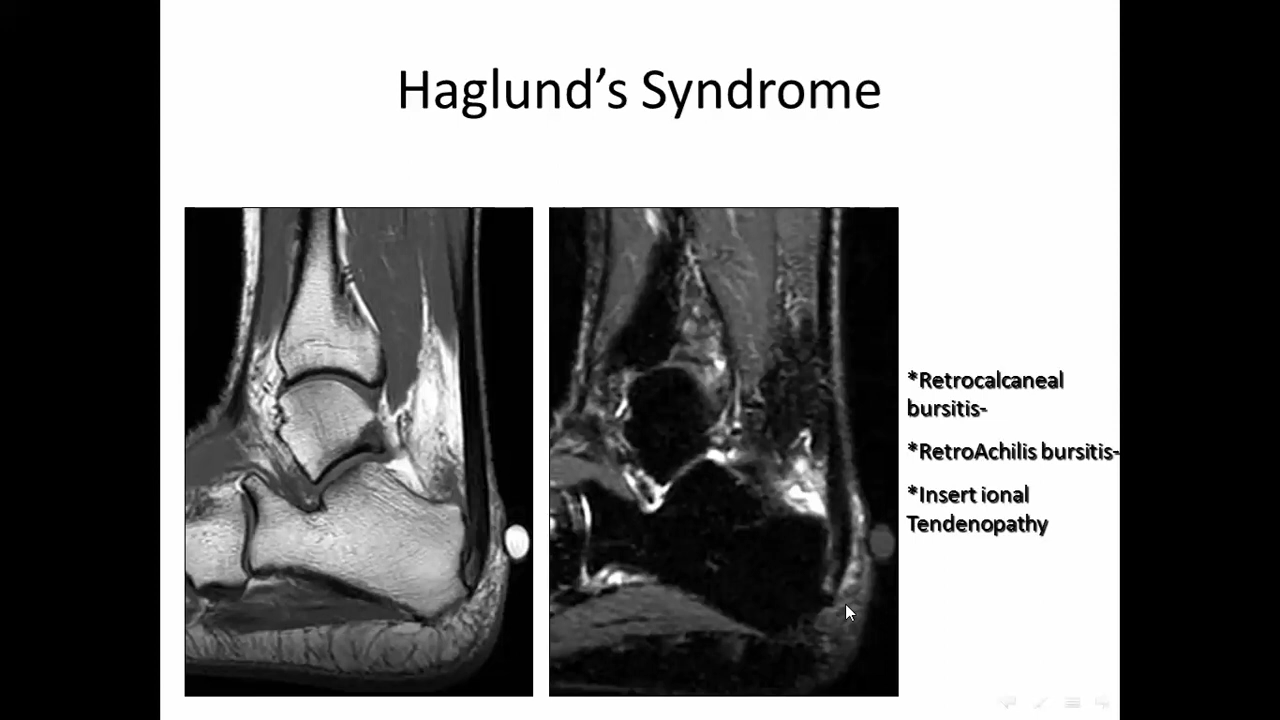 Haglund’s Syndrome
*Retrocalcaneal
bursitis-
*RetroAchilis bursitis-
*Insert ional
Tendenopathy